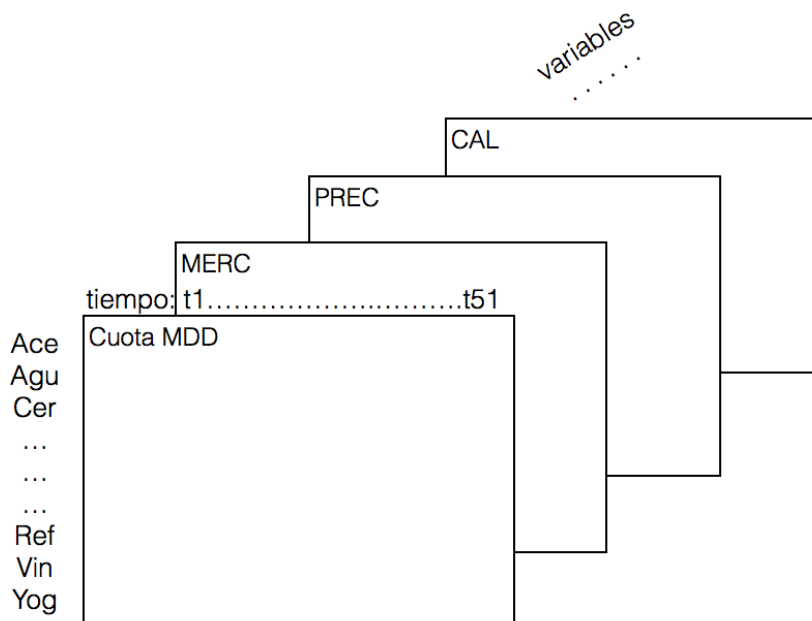 variables
. . . . . .
CAL
PREC
MERC
tiempo: t1..............................t51
Cuota MDD
Ace
Agu
Cer
...
...
...
Ref
Vin
Yog